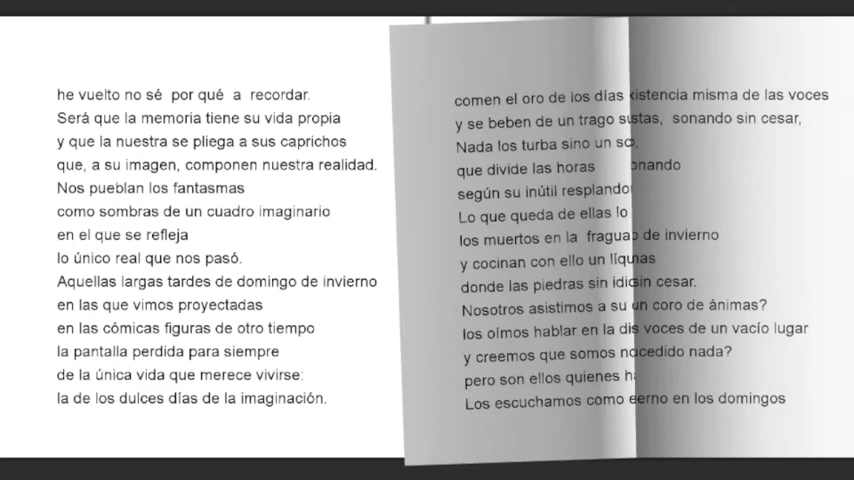 he vuelto no sé por qué a recordar.
Será que la memoria tiene su vida propia
y que la nuestra se pliega a sus caprichos
que, a su imagen, componen nuestra realidad.
Nos pueblan los fantasmas
como sombras de un cuadro imaginario
en el que se refleja
lo único real que nos pasó.
Aquellas largas tardes de domingo de invierno
en las que vimos proyectadas
en las cómicas figuras de otro tiempo
la pantalla perdida para siempre
de la única vida que merece vivirse:
la de los dulces días de la imaginación.
comen el oro de los días
y se beben de un trago
Nada los turba sino un
que divide las horas
según su inútil
Lo que queda de ellas lo
los muertos en la fragua
y cocinan con ello un
donde las piedras sin
Nosotros asistimos a su
los oímos hablar en la
y creemos que somos
pero son ellos quienes
Los escuchamos como
misma de las voces
sonando sin cesar,
de invierno
sin cesar.
un coro de ánimas?
voces de un vacío lugar
nada?
en los domingos